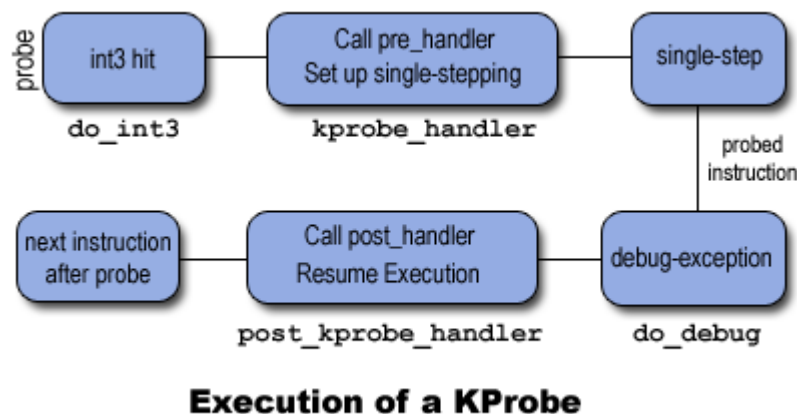 probe
int3 hit
do_int3
Call pre_handler
Set up single-stepping
kprobe_handler
single-step
probed
instruction
debug-exception
do_debug
Call post_handler
Resume Execution
post_kprobe_handler
next instruction
after probe
Execution of a KProbe